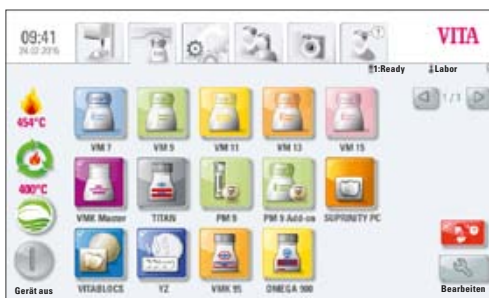 09:41
24.02.2015
VITA
1:Ready Labor
454°C
1/1
VM 7 VM 9 VM 11 VM 13 VM 15
400°C
VMK Master TITAN PM 9 PM 9 Add-on SUPRINITY PC
Gerät aus
VITABLOCS YZ VMK 95 OMEGA 900
Bearbeiten